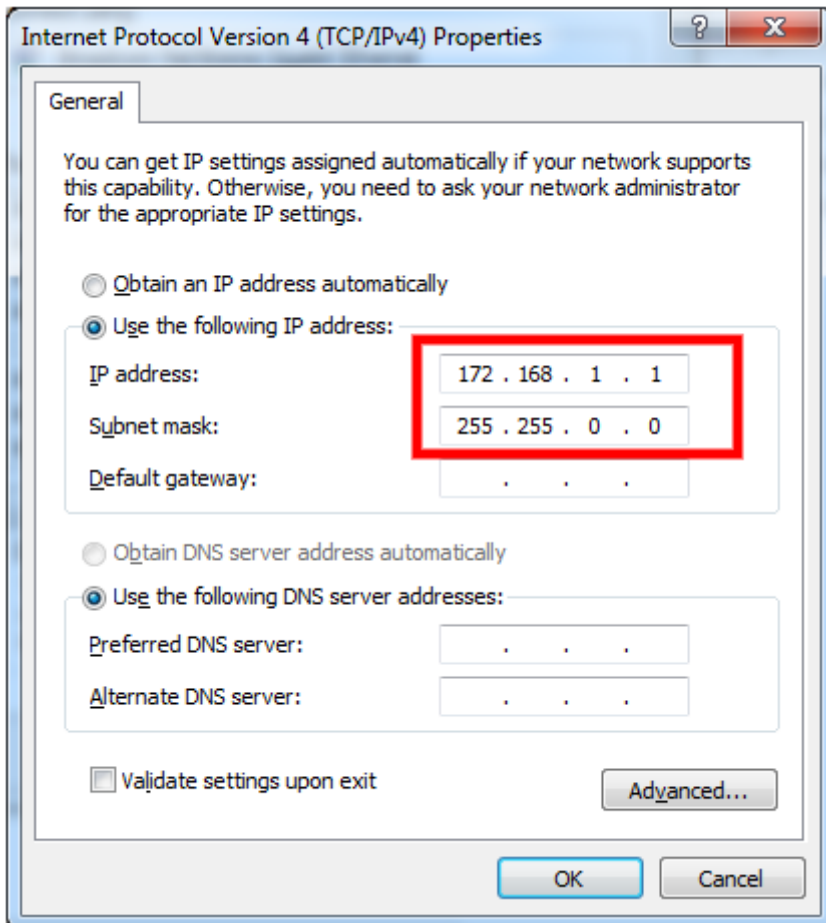 Internet Protocol Version 4 (TCP/IPv4) Properties
General
You can get IP settings assigned automatically if your network supports
this capability. Otherwise, you need to ask your network administrator
for the appropriate IP settings.
Obtain an IP address automatically
Use the following IP address:
IP address: 172 . 168 . 1 . 1
Subnet mask: 255 . 255 . 0 . 0
Default gateway: . . .
Obtain DNS server address automatically
Use the following DNS server addresses:
Preferred DNS server: . . .
Alternate DNS server: . . .
Validate settings upon exit
Advanced...
OK Cancel